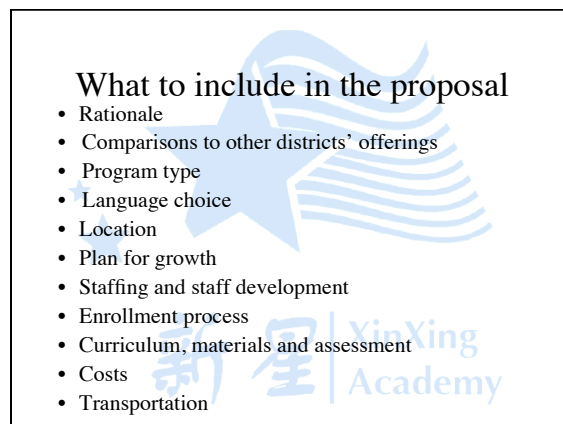 What to include in the proposal
• Rationale
• Comparisons to other districts’ offerings
• Program type
• Language choice
• Location
• Plan for growth
• Staffing and staff development
• Enrollment process
• Curriculum, materials and assessment
• Costs
• Transportation
新星 XinXing
Academy